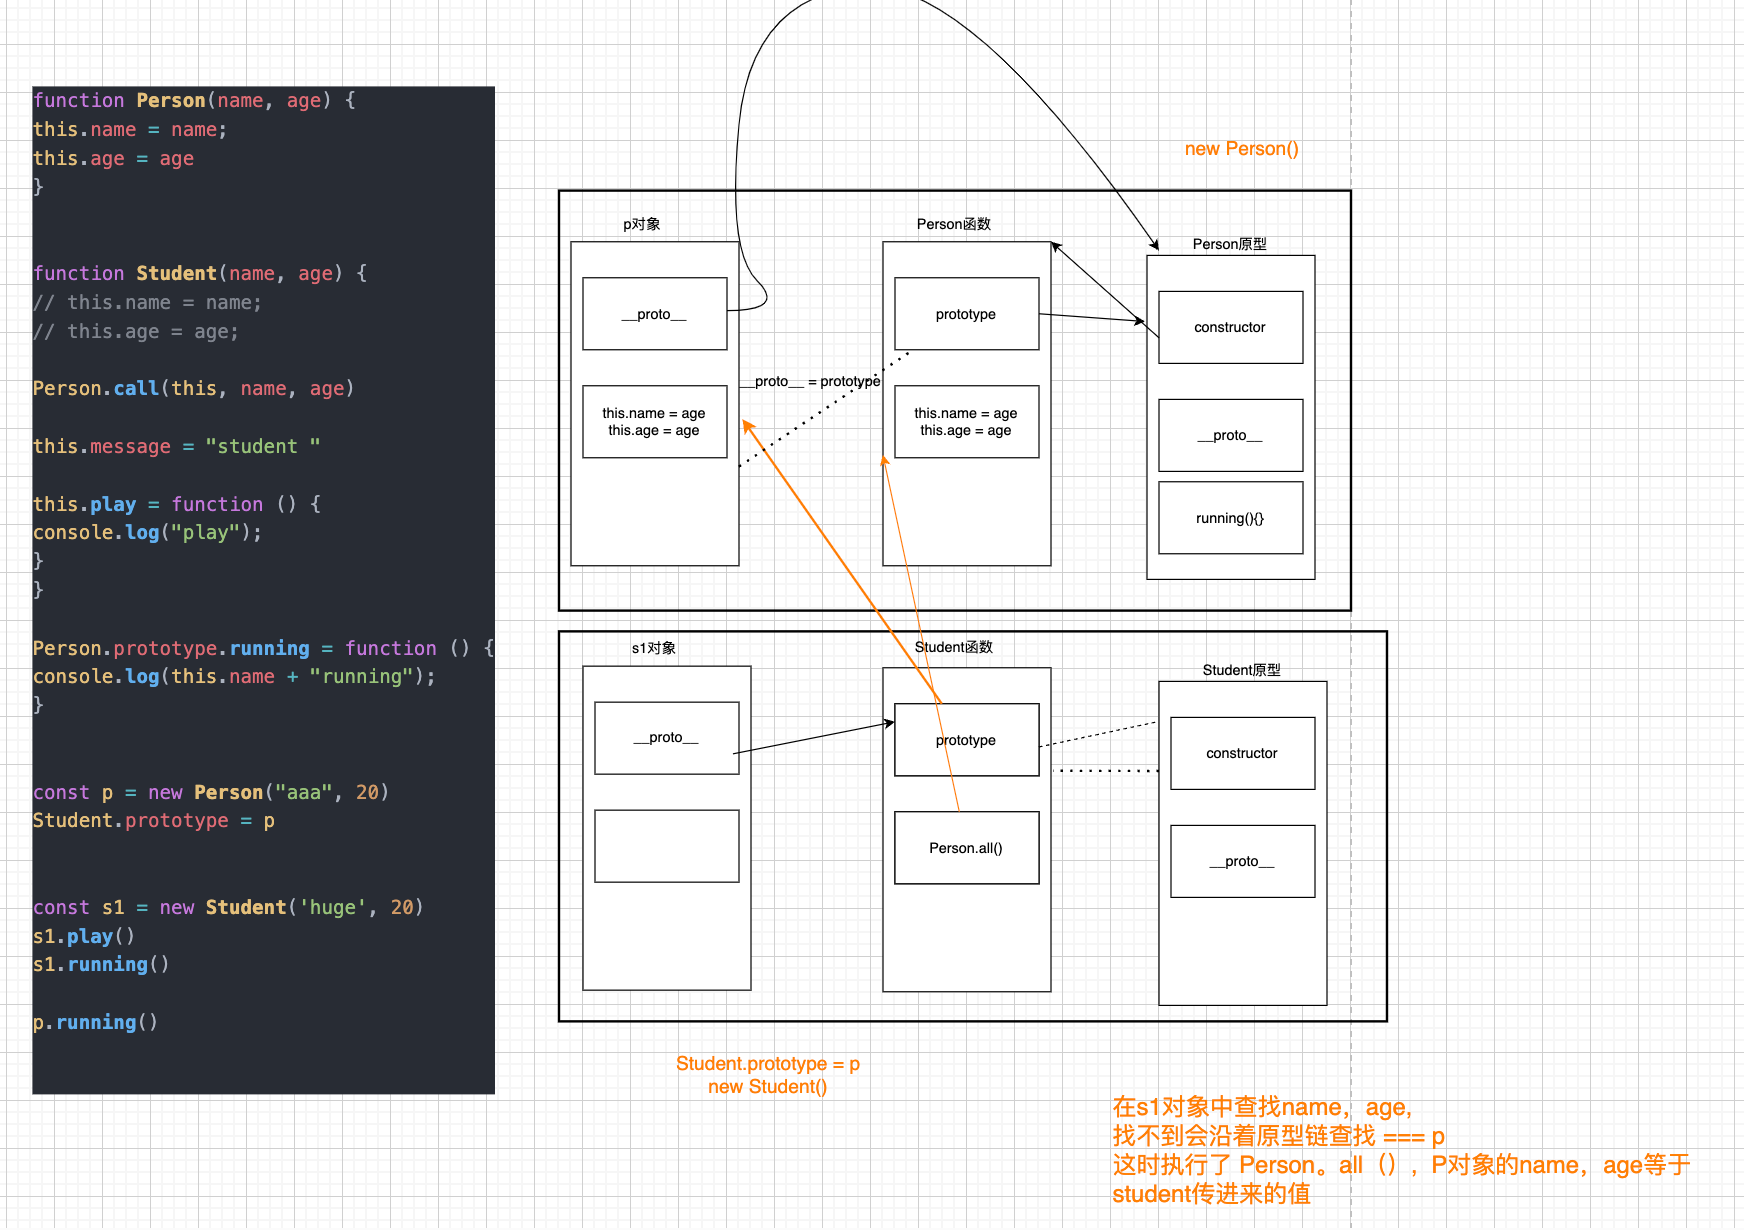 function Person(name, age) {
this.name = name;
this.age = age
}
function Student(name, age) {
// this.name = name;
// this.age = age;
Person.call(this, name, age)
this.message = "student "
this.play = function () {
console.log("play");
}
}
Person.prototype.running = function () {
console.log(this.name + "running");
}
const p = new Person("aaa", 20)
Student.prototype = p
const s1 = new Student('huge', 20)
s1.play()
s1.running()
p.running()
new Person()
p对象
Person函数
Person原型
__proto__
prototype
constructor
__proto__ = prototype
this.name = age
this.age = age
this.name = age
this.age = age
__proto__
running(){}
s1对象
Student函数
Student原型
__proto__
prototype
constructor
Person.all()
__proto__
Student.prototype = p
new Student()
在s1对象中查找name，age,
找不到会沿着原型链查找 === p
这时执行了 Person。all（），P对象的name，age等于
student传进来的值